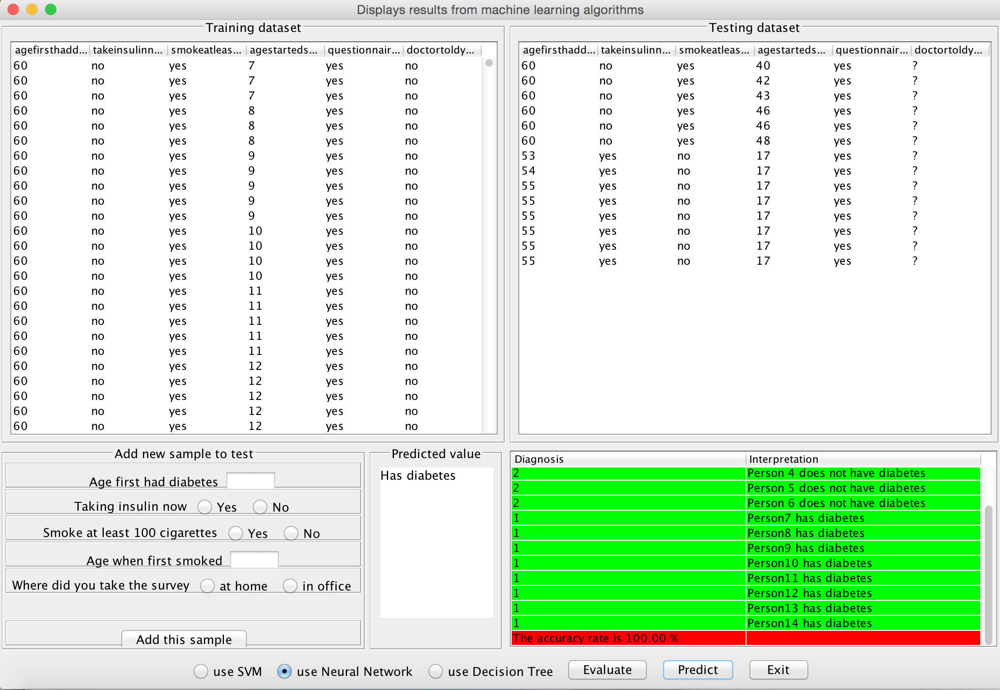 Displays results from machine learning algorithms
Training dataset
agefirsthadd... takeinsulinn... smokeatleas... agestarteds... questionnair... doctortoldy...
60 no yes 7 yes no
60 no yes 7 yes no
60 no yes 7 yes no
60 no yes 8 yes no
60 no yes 8 yes no
60 no yes 8 yes no
60 no yes 9 yes no
60 no yes 9 yes no
60 no yes 9 yes no
60 no yes 9 yes no
60 no yes 9 yes no
60 no yes 10 yes no
60 no yes 10 yes no
60 no yes 10 yes no
60 no yes 10 yes no
60 no yes 11 yes no
60 no yes 11 yes no
60 no yes 11 yes no
60 no yes 11 yes no
60 no yes 11 yes no
60 no yes 12 yes no
60 no yes 12 yes no
60 no yes 12 yes no
60 no yes 12 yes no
60 no yes 12 yes no
Testing dataset
agefirsthadd... takeinsulinn... smokeatleas... agestarteds... questionnair... doctortoldy...
60 no yes 40 yes ?
60 no yes 42 yes ?
60 no yes 43 yes ?
60 no yes 46 yes ?
60 no yes 46 yes ?
60 no yes 48 yes ?
53 yes no 17 yes ?
54 yes no 17 yes ?
55 yes no 17 yes ?
55 yes no 17 yes ?
55 yes no 17 yes ?
55 yes no 17 yes ?
55 yes no 17 yes ?
55 yes no 17 yes ?
Add new sample to test
Age first had diabetes
Taking insulin now Yes No
Smoke at least 100 cigarettes Yes No
Age when first smoked
Where did you take the survey at home in office
Add this sample
Predicted value
Has diabetes
Diagnosis Interpretation
2 Person 4 does not have diabetes
2 Person 5 does not have diabetes
2 Person 6 does not have diabetes
1 Person7 has diabetes
1 Person8 has diabetes
1 Person9 has diabetes
1 Person10 has diabetes
1 Person11 has diabetes
1 Person12 has diabetes
1 Person13 has diabetes
1 Person14 has diabetes
The accuracy rate is 100.00 %
use SVM use Neural Network use Decision Tree Evaluate Predict Exit